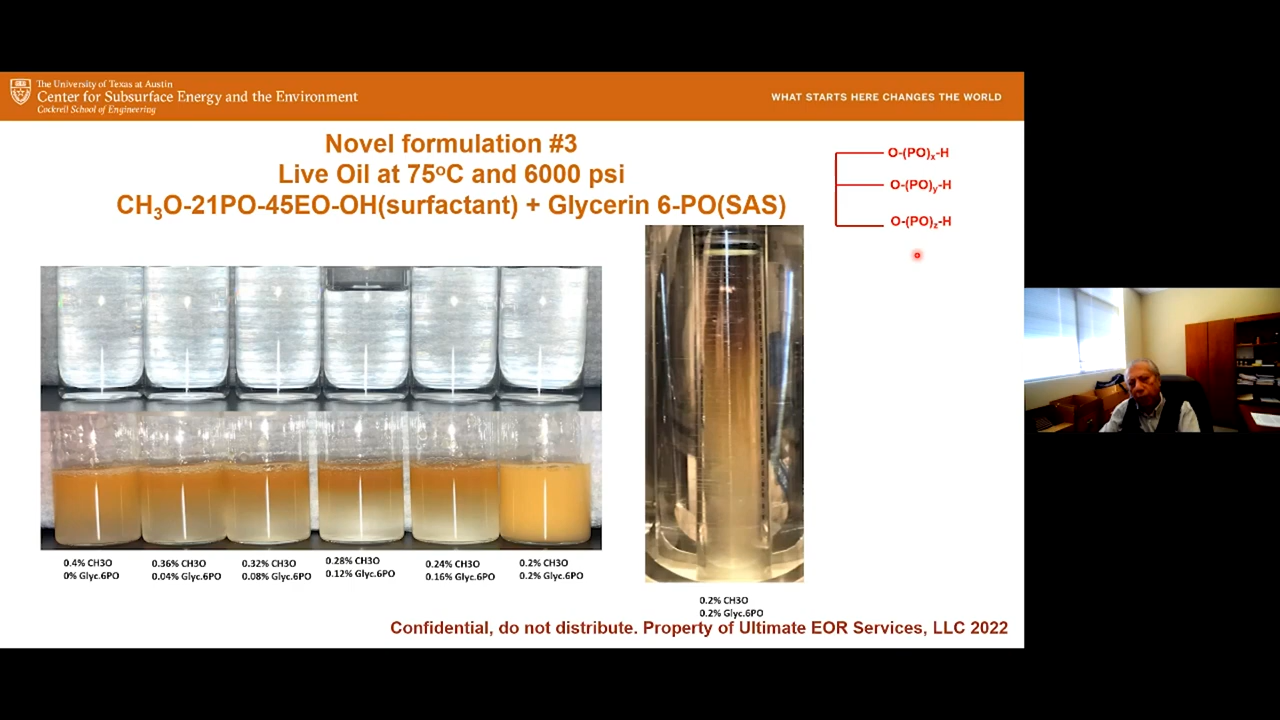 The University of Texas at Austin
Center for Subsurface Energy and the Environment
Cockrell School of Engineering
WHAT STARTS HERE CHANGES THE WORLD
Novel formulation #3
Live Oil at 75ºC and 6000 psi
CH₃O-21PO-45EO-OH(surfactant) + Glycerin 6-PO(SAS)
O-(PO)ₓ-H
O-(PO)ᵧ-H
O-(PO)z-H
0.4% CH3O
0% Glyc.6PO
0.36% CH3O
0.04% Glyc.6PO
0.32% CH3O
0.08% Glyc.6PO
0.28% CH3O
0.12% Glyc.6PO
0.24% CH3O
0.16% Glyc.6PO
0.2% CH3O
0.2% Glyc.6PO
0.2% CH3O
0.2% Glyc.6PO
Confidential, do not distribute. Property of Ultimate EOR Services, LLC 2022